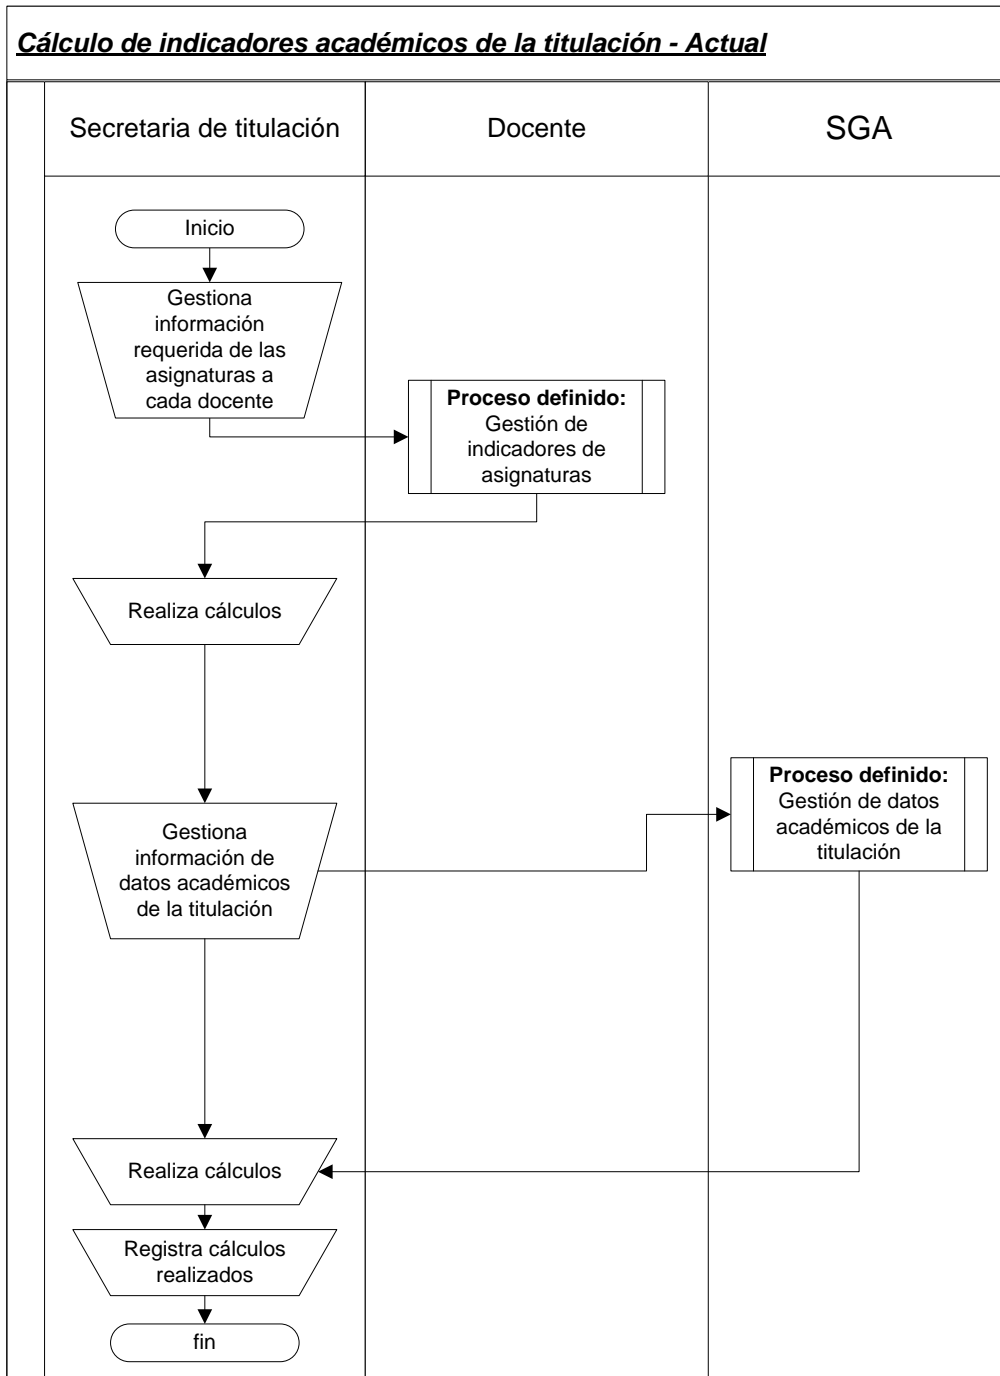 Cálculo de indicadores académicos de la titulación - Actual
Secretaria de titulación
Docente
SGA
Inicio
Gestiona
información
requerida de las
asignaturas a
cada docente
Proceso definido:
Gestión de
indicadores de
asignaturas
Realiza cálculos
Proceso definido:
Gestión de datos
académicos de la
titulación
Gestiona
información de
datos académicos
de la titulación
Realiza cálculos
Registra cálculos
realizados
fin